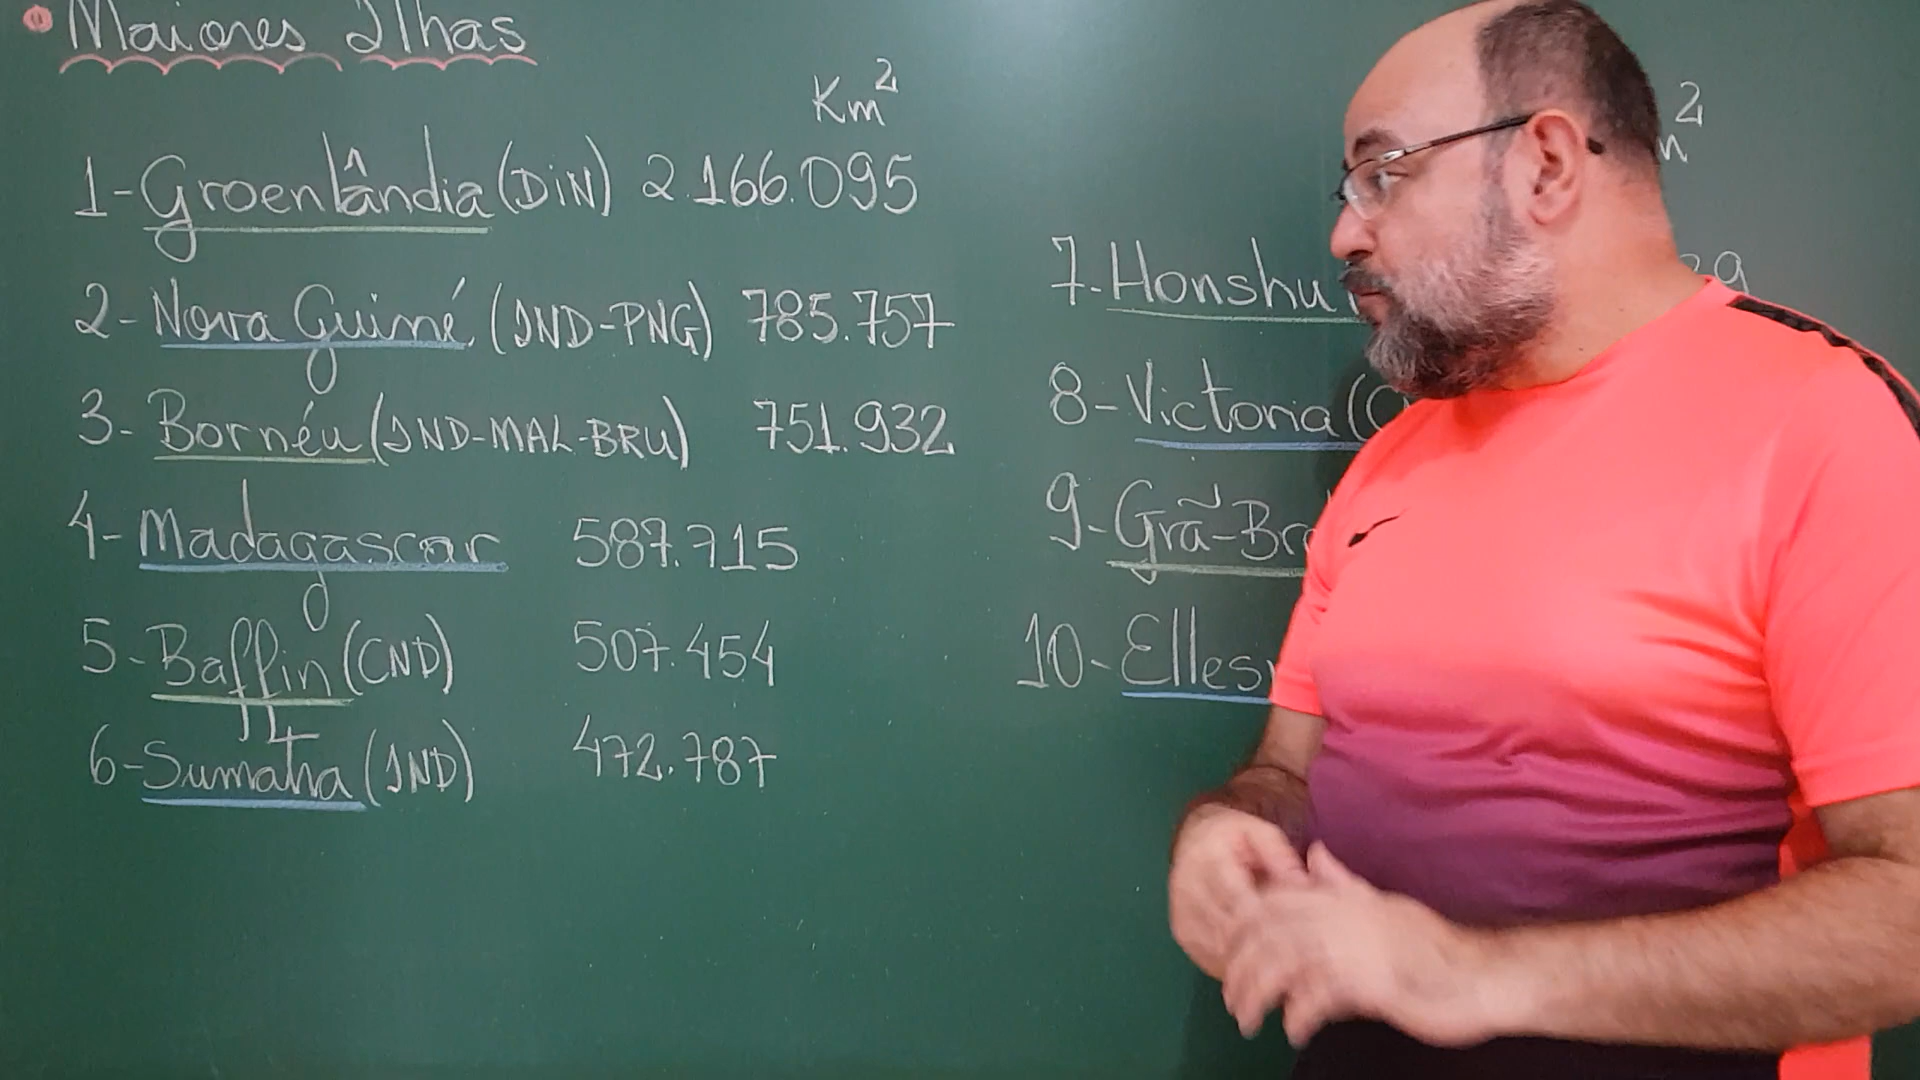 Maiores Ilhas
Km²
1-Groenlândia (DIN) 2.166.095
2-Nova Guiné (IND-PNG) 785.757
3-Bornéu (IND-MAL-BRU) 751.932
4-Madagascar 587.715
5-Baffin (CND) 507.454
6-Sumatra (IND) 472.787
7-Honshu
8-Victoria (
9-Grã-Br
10-Elles